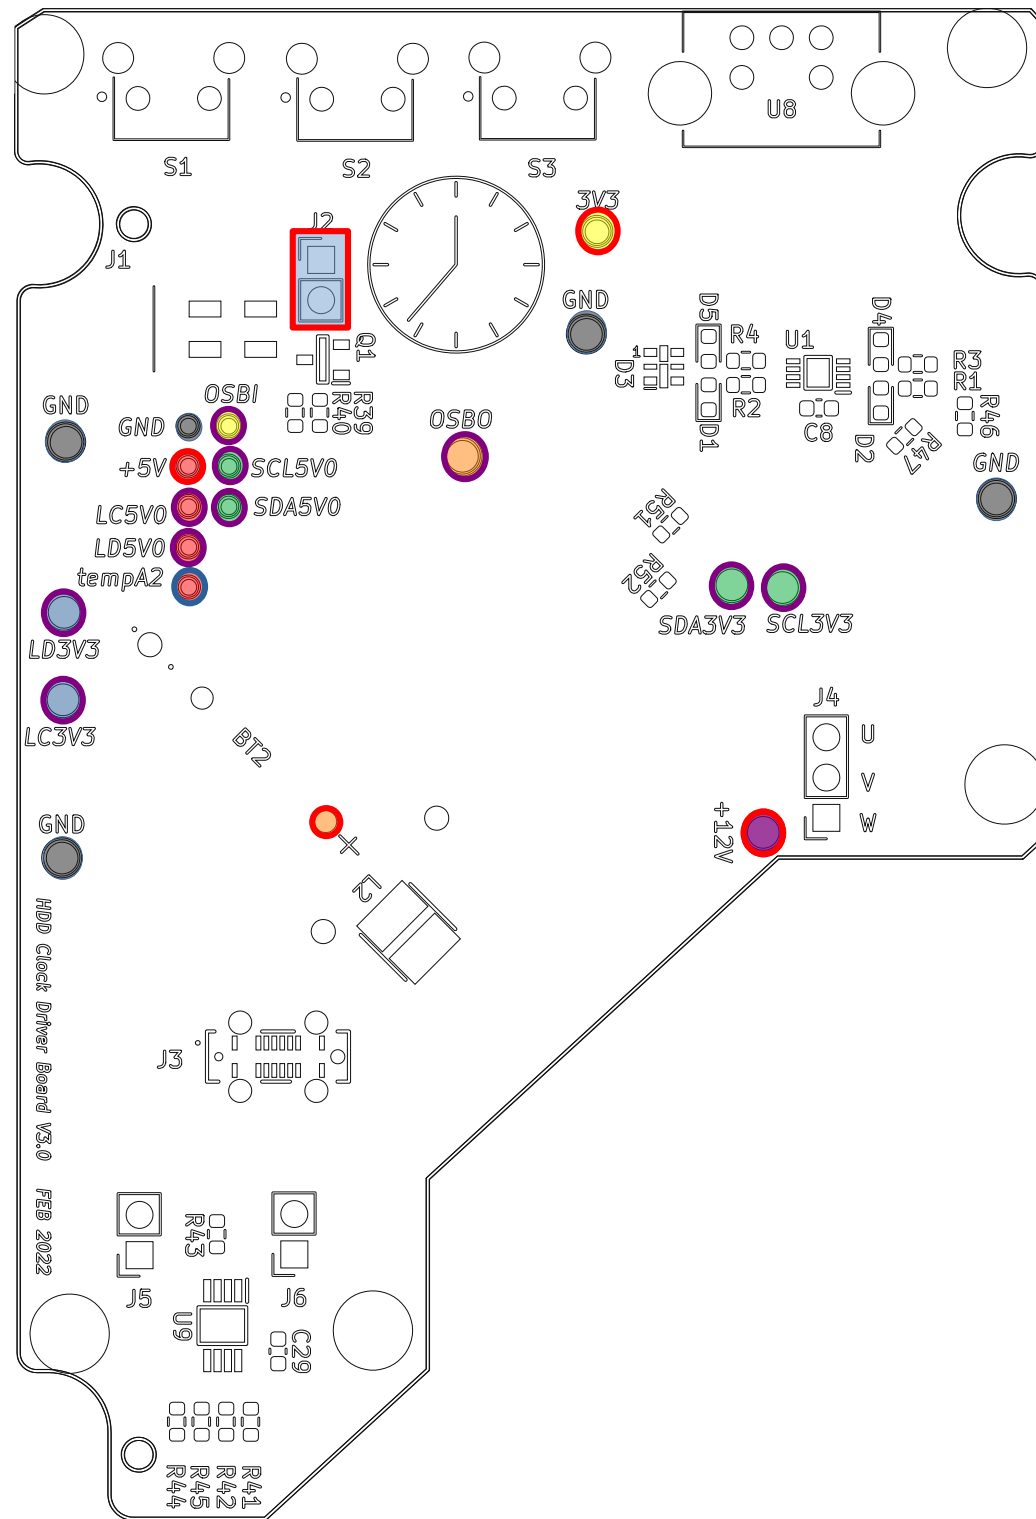 U8
S1
S2
S3
3V3
J2
J1
GND
D5
D4
R4
U1
Q1
D3
1
R3
R1
R2
OSBI
GND
R40
R39
OSBO
C8
D1
D2
R46
R47
GND
GND
+5V
SCL5V0
LC5V0
SDA5V0
R51
LD5V0
tempA2
R52
SDA3V3
SCL3V3
LD3V3
LC3V3
J4
U
V
W
BT2
GND
+12V
+
L2
HDD Clock Driver Board V3.0 FEB 2022
J3
R43
J5
J6
U9
C29
R44
R45
R42
R41